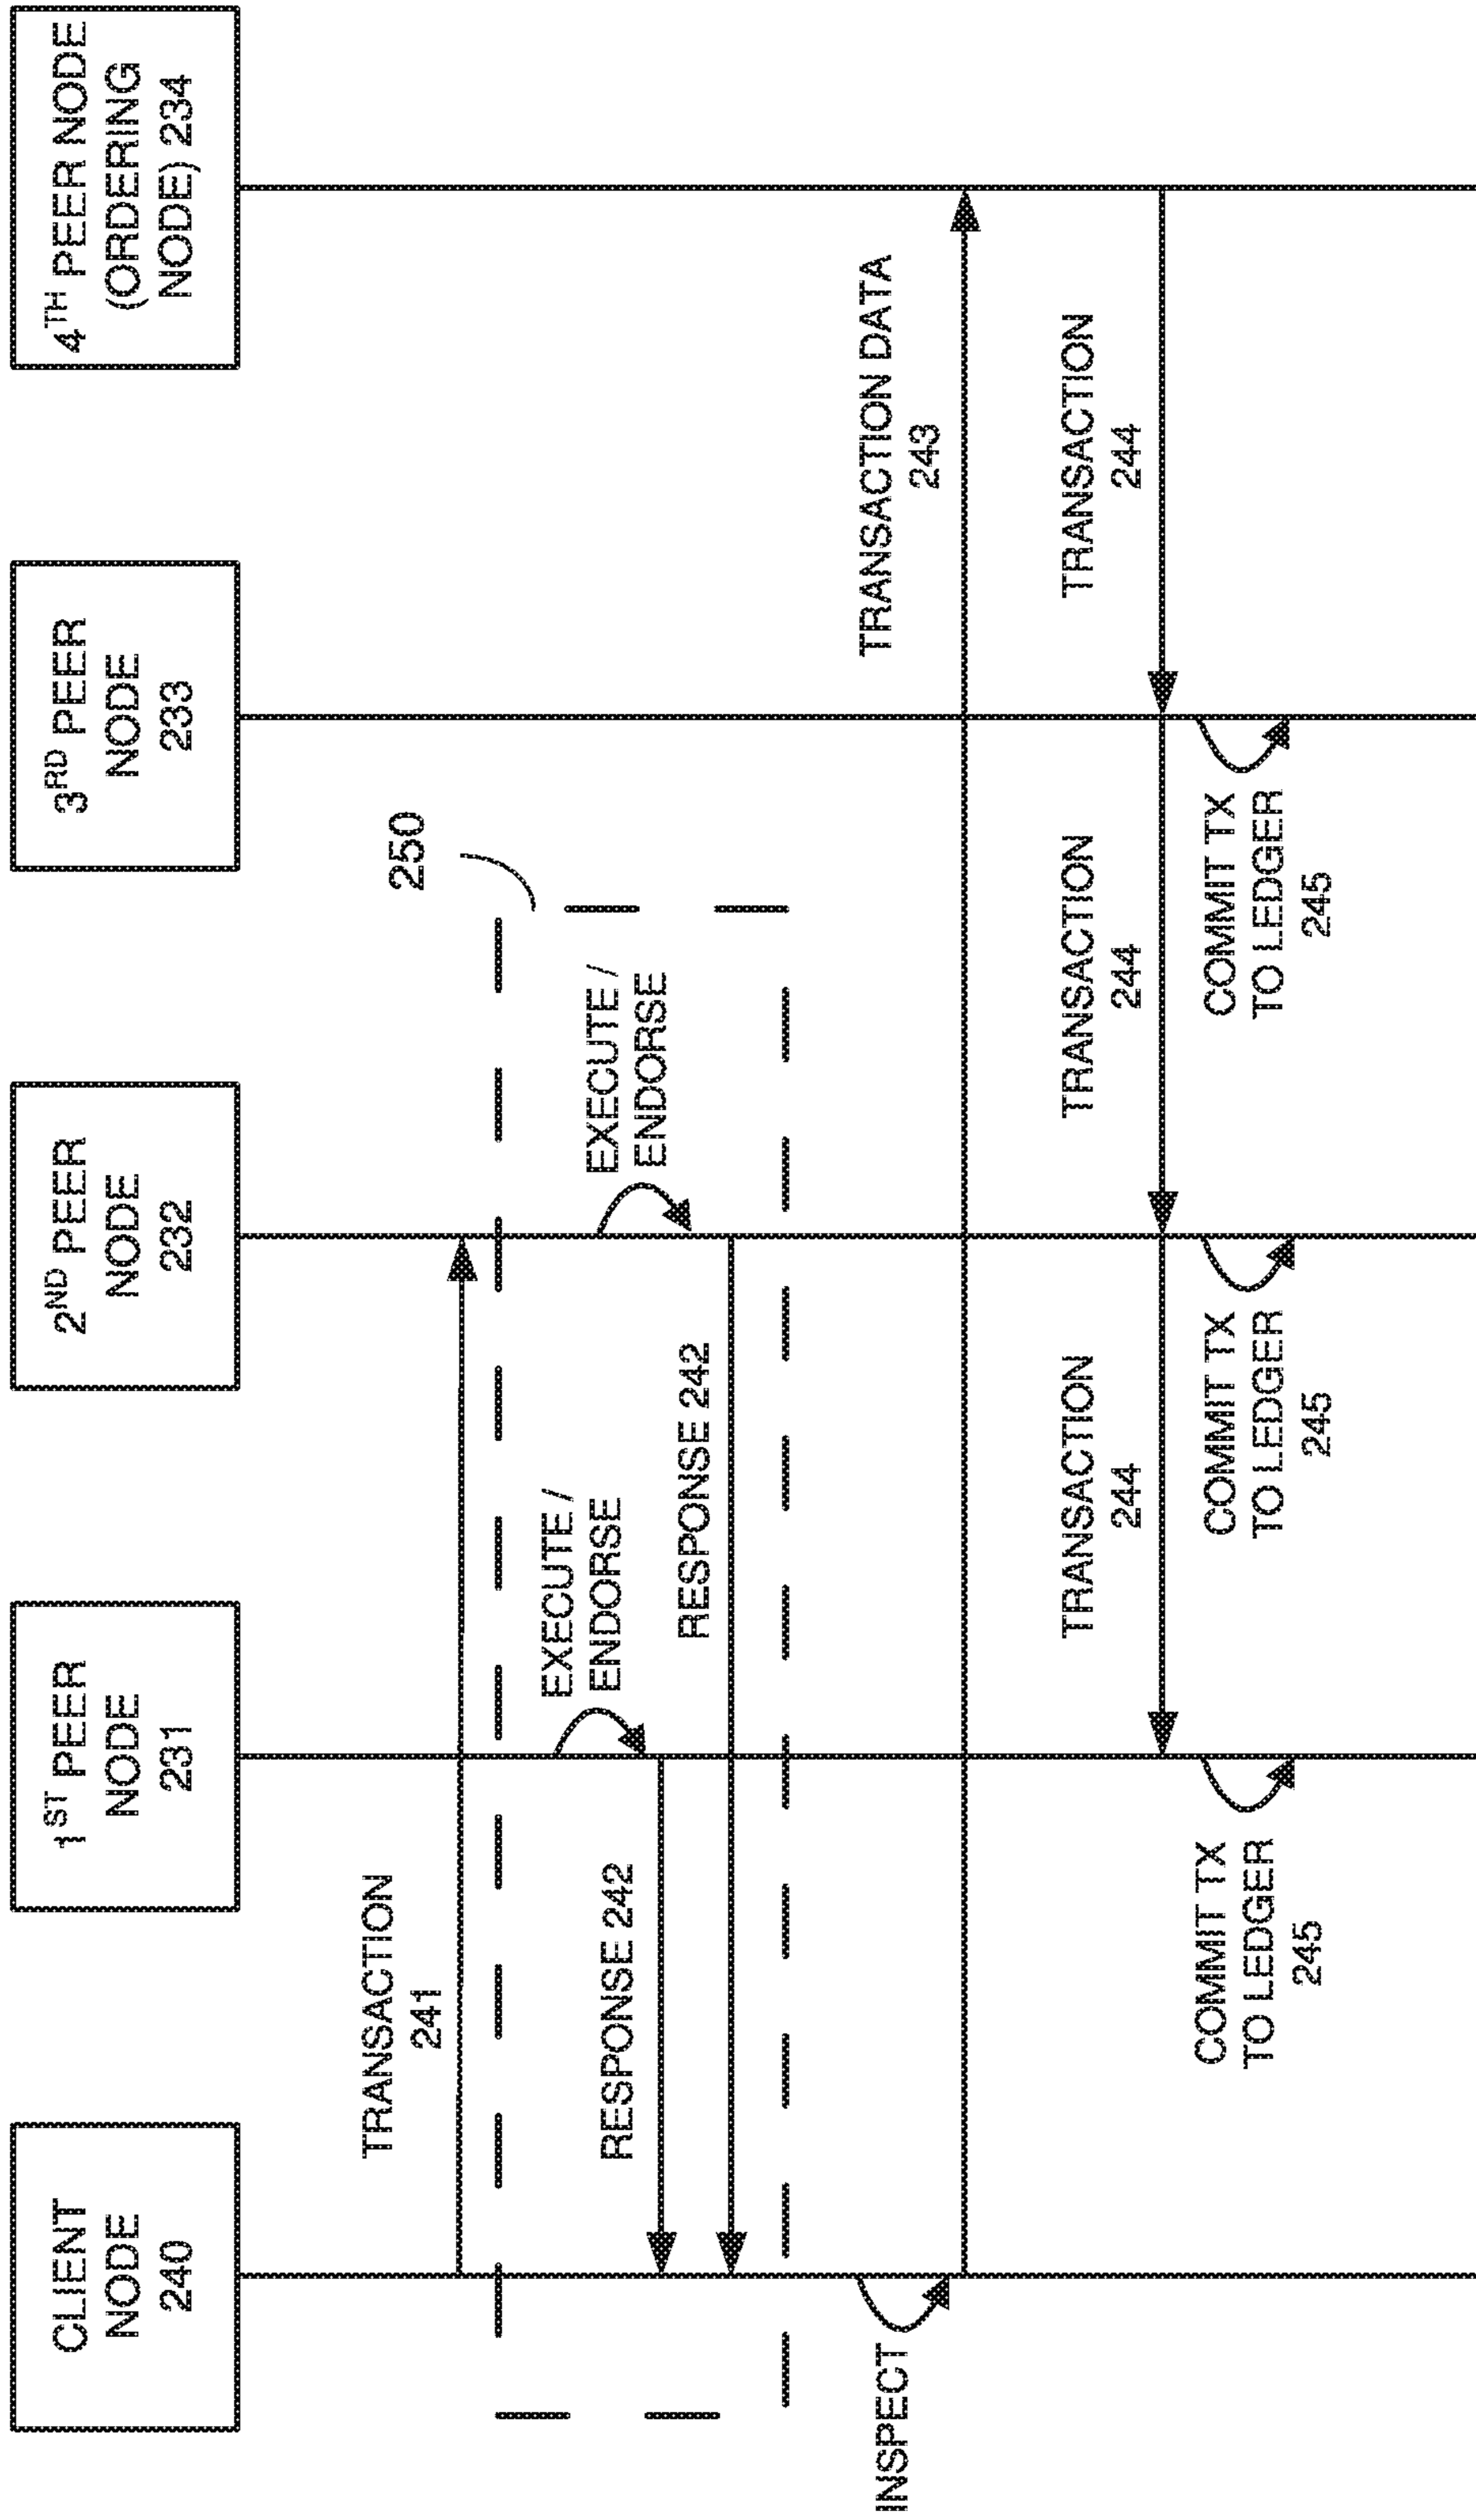 CLIENT
NODE
240
1ST PEER
NODE
231
2ND PEER
NODE
232
3RD PEER
NODE
233
4TH PEER NODE
(ORDERING
NODE) 234
TRANSACTION
241
250
EXECUTE /
ENDORSE
EXECUTE /
ENDORSE
RESPONSE 242
RESPONSE 242
INSPECT
TRANSACTION DATA
243
TRANSACTION
244
TRANSACTION
244
TRANSACTION
244
COMMIT TX
TO LEDGER
245
COMMIT TX
TO LEDGER
245
COMMIT TX
TO LEDGER
245